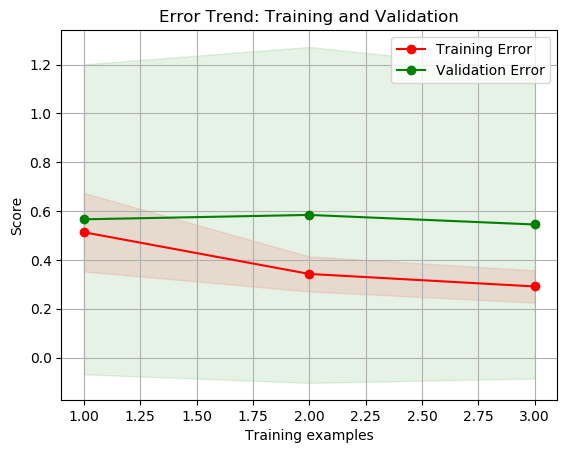 Error Trend: Training and Validation
Training Error
Validation Error
1.2
1.0
0.8
0.6
0.4
0.2
0.0
Score
1.00 1.25 1.50 1.75 2.00 2.25 2.50 2.75 3.00
Training examples